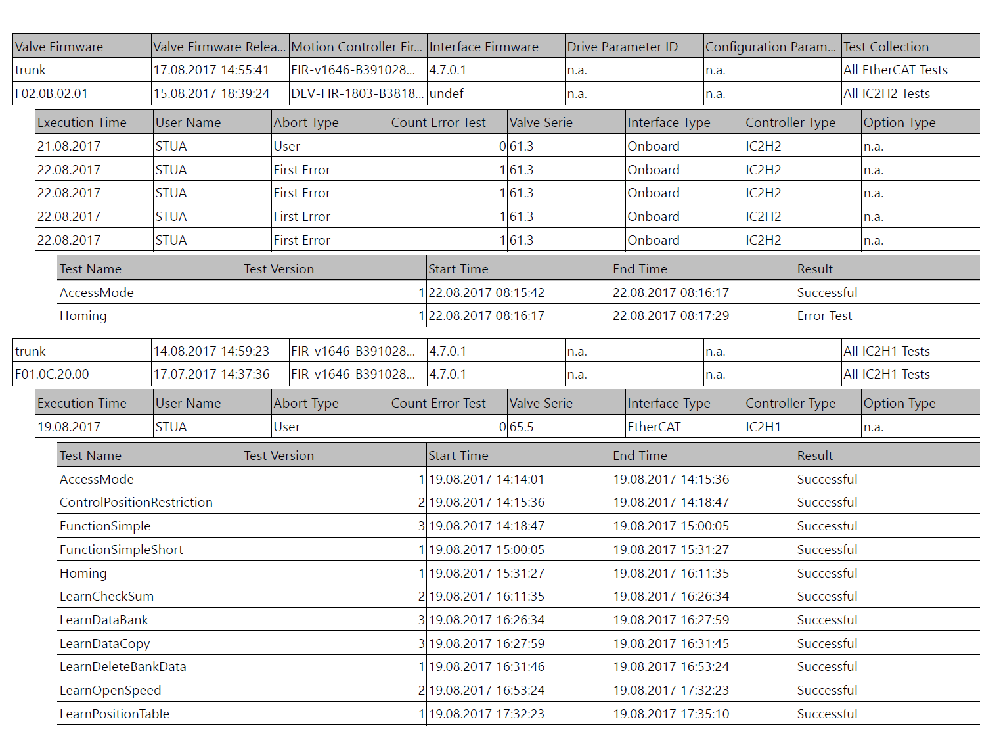 Valve Firmware Valve Firmware Relea... Motion Controller Fir... Interface Firmware Drive Parameter ID Configuration Param... Test Collection
trunk 17.08.2017 14:55:41 FIR-v1646-B391028... 4.7.0.1 n.a. n.a. All EtherCAT Tests
F02.0B.02.01 15.08.2017 18:39:24 DEV-FIR-1803-B3818... undef n.a. n.a. All IC2H2 Tests
Execution Time User Name Abort Type Count Error Test Valve Serie Interface Type Controller Type Option Type
21.08.2017 STUA User 0 61.3 Onboard IC2H2 n.a.
22.08.2017 STUA First Error 1 61.3 Onboard IC2H2 n.a.
22.08.2017 STUA First Error 1 61.3 Onboard IC2H2 n.a.
22.08.2017 STUA First Error 1 61.3 Onboard IC2H2 n.a.
22.08.2017 STUA First Error 1 61.3 Onboard IC2H2 n.a.
Test Name Test Version Start Time End Time Result
AccessMode 1 22.08.2017 08:15:42 22.08.2017 08:16:17 Successful
Homing 1 22.08.2017 08:16:17 22.08.2017 08:17:29 Error Test
trunk 14.08.2017 14:59:23 FIR-v1646-B391028... 4.7.0.1 n.a. n.a. All IC2H1 Tests
F01.0C.20.00 17.07.2017 14:37:36 FIR-v1646-B391028... 4.7.0.1 n.a. n.a. All IC2H1 Tests
Execution Time User Name Abort Type Count Error Test Valve Serie Interface Type Controller Type Option Type
19.08.2017 STUA User 0 65.5 EtherCAT IC2H1 n.a.
Test Name Test Version Start Time End Time Result
AccessMode 1 19.08.2017 14:14:01 19.08.2017 14:15:36 Successful
ControlPositionRestriction 2 19.08.2017 14:15:36 19.08.2017 14:18:47 Successful
FunctionSimple 3 19.08.2017 14:18:47 19.08.2017 15:00:05 Successful
FunctionSimpleShort 1 19.08.2017 15:00:05 19.08.2017 15:31:27 Successful
Homing 1 19.08.2017 15:31:27 19.08.2017 16:11:35 Successful
LearnCheckSum 2 19.08.2017 16:11:35 19.08.2017 16:26:34 Successful
LearnDataBank 3 19.08.2017 16:26:34 19.08.2017 16:27:59 Successful
LearnDataCopy 3 19.08.2017 16:27:59 19.08.2017 16:31:45 Successful
LearnDeleteBankData 1 19.08.2017 16:31:46 19.08.2017 16:53:24 Successful
LearnOpenSpeed 2 19.08.2017 16:53:24 19.08.2017 17:32:23 Successful
LearnPositionTable 1 19.08.2017 17:32:23 19.08.2017 17:35:10 Successful